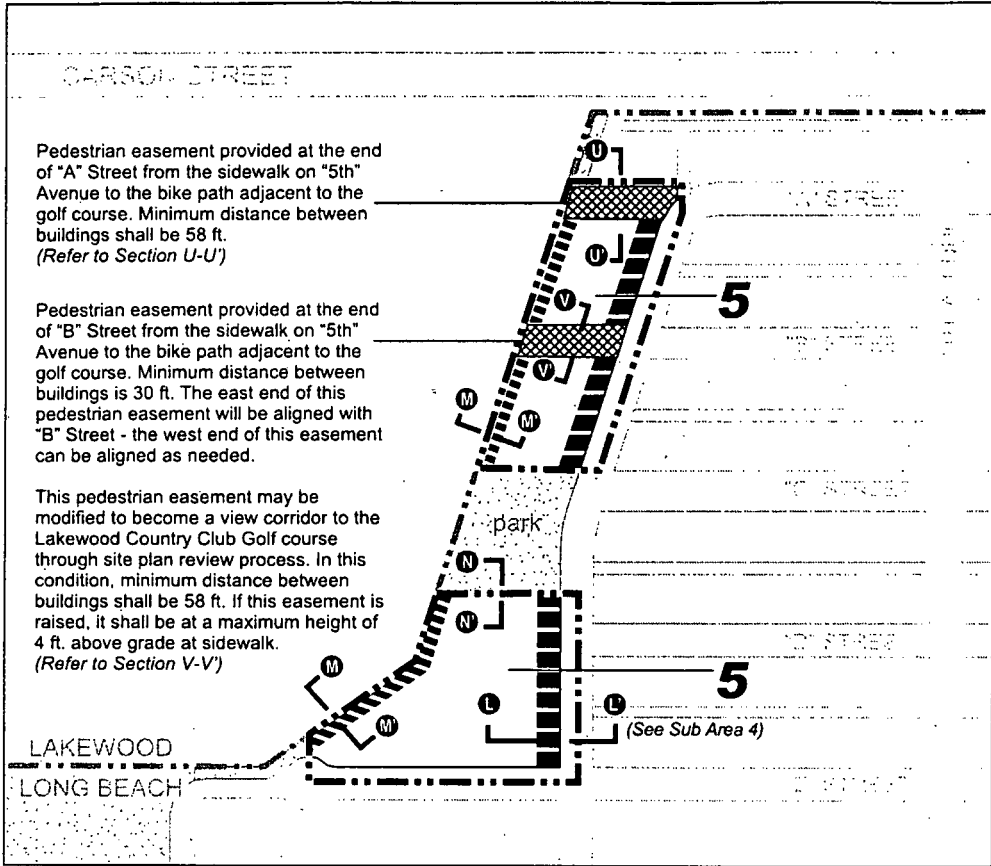 CARSON STREET
Pedestrian easement provided at the end
of "A" Street from the sidewalk on "5th"
Avenue to the bike path adjacent to the
golf course. Minimum distance between
buildings shall be 58 ft.
(Refer to Section U-U')
Pedestrian easement provided at the end
of "B" Street from the sidewalk on "5th"
Avenue to the bike path adjacent to the
golf course. Minimum distance between
buildings is 30 ft. The east end of this
pedestrian easement will be aligned with
"B" Street - the west end of this easement
can be aligned as needed.
This pedestrian easement may be
modified to become a view corridor to the
Lakewood Country Club Golf course
through site plan review process. In this
condition, minimum distance between
buildings shall be 58 ft. If this easement is
raised, it shall be at a maximum height of
4 ft. above grade at sidewalk.
(Refer to Section V-V')
U
"A" STREET
U'
V
5
"B" STREET
V'
M
M'
"C" STREET
park
N
N'
"D" STREET
M
5
L
L'
M'
(See Sub Area 4)
LAKEWOOD
LONG BEACH